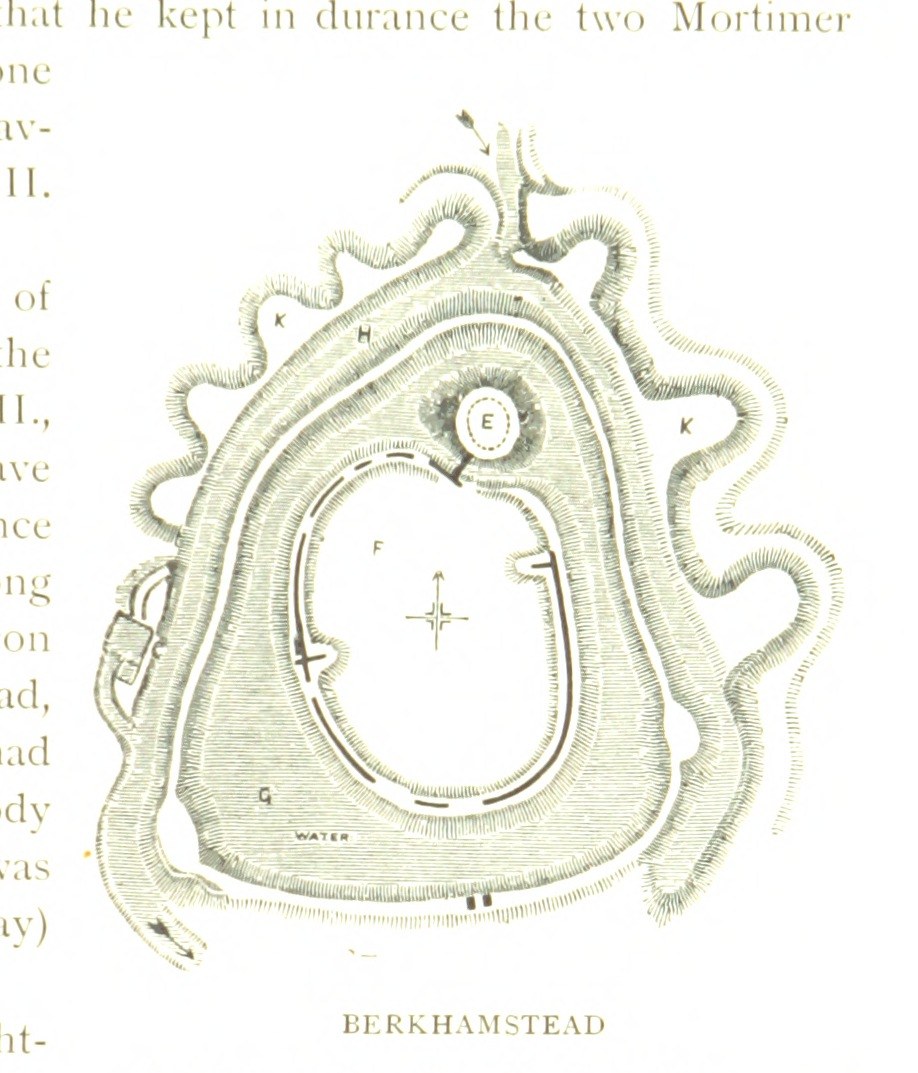 that he kept in durance the two Mortimer
one
av-
II.
of
the
II.,
ave
nce
ong
on
ad,
had
ody
was
ay)
ht-
K
H
E
K
F
G
WATER
BERKHAMSTEAD